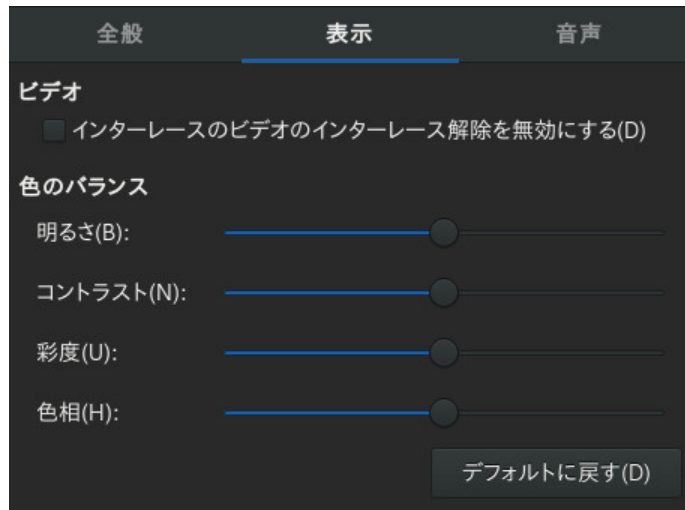 全般 表示 音声
ビデオ
インターレースのビデオのインターレース解除を無効にする(D)
色のバランス
明るさ(B):
コントラスト(N):
彩度(U):
色相(H):
デフォルトに戻す(D)